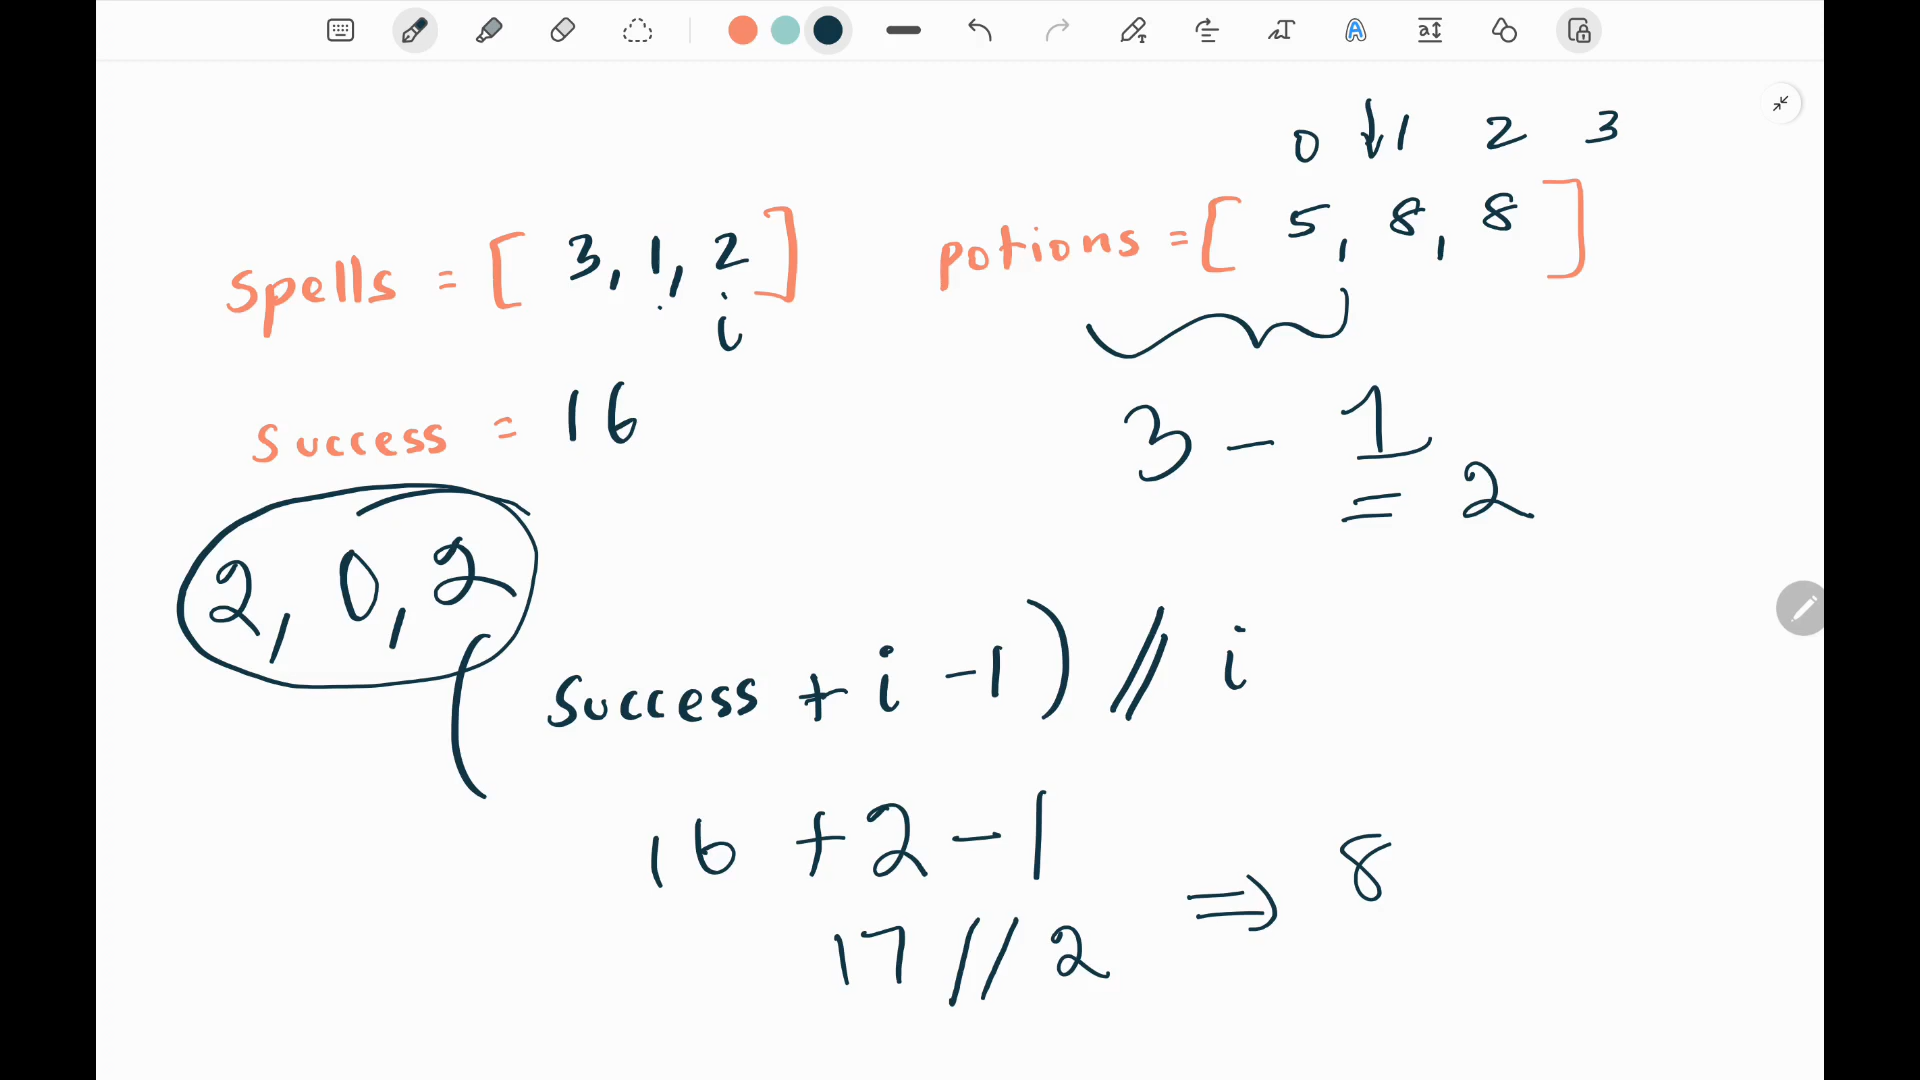 0 1 2 3
spells = [ 3, 1, 2 ]
i
potions = [ 5, 8, 8 ]
success = 16
3 - 1
= 2
2, 0, 2
( Success + i - 1 ) // i
16 + 2 - 1
17 // 2 ⇒ 8